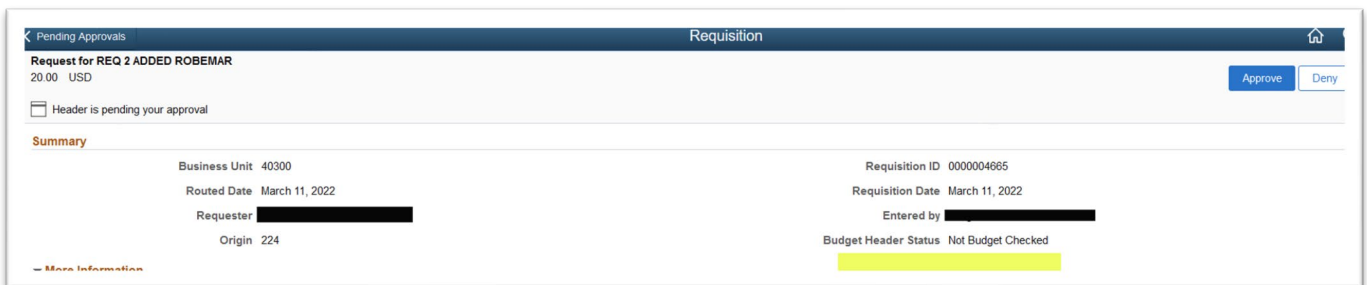 Pending Approvals
Requisition
Request for REQ 2 ADDED ROBEMAR
20.00 USD
Approve
Deny
Header is pending your approval
Summary
Business Unit 40300
Requisition ID 0000004665
Routed Date March 11, 2022
Requisition Date March 11, 2022
Requester
Entered by
Origin 224
Budget Header Status Not Budget Checked
More Information